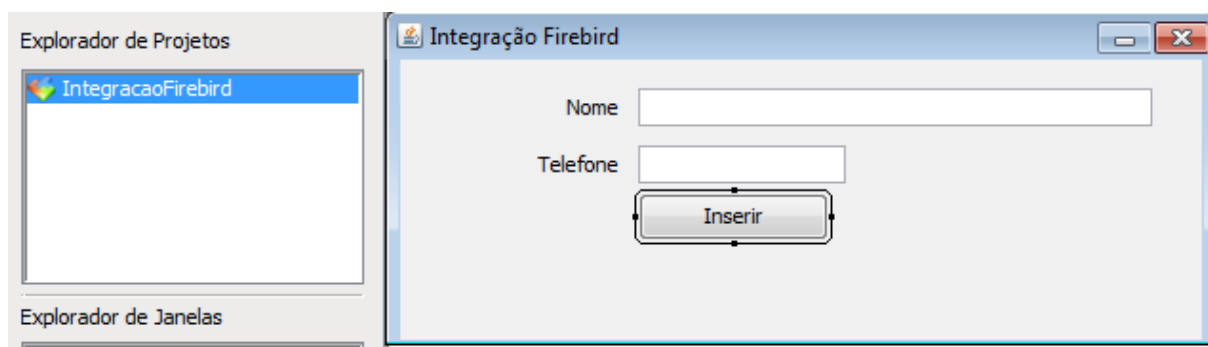 Explorador de Projetos
IntegracaoFirebird
Explorador de Janelas
Integração Firebird
Nome
Telefone
Inserir